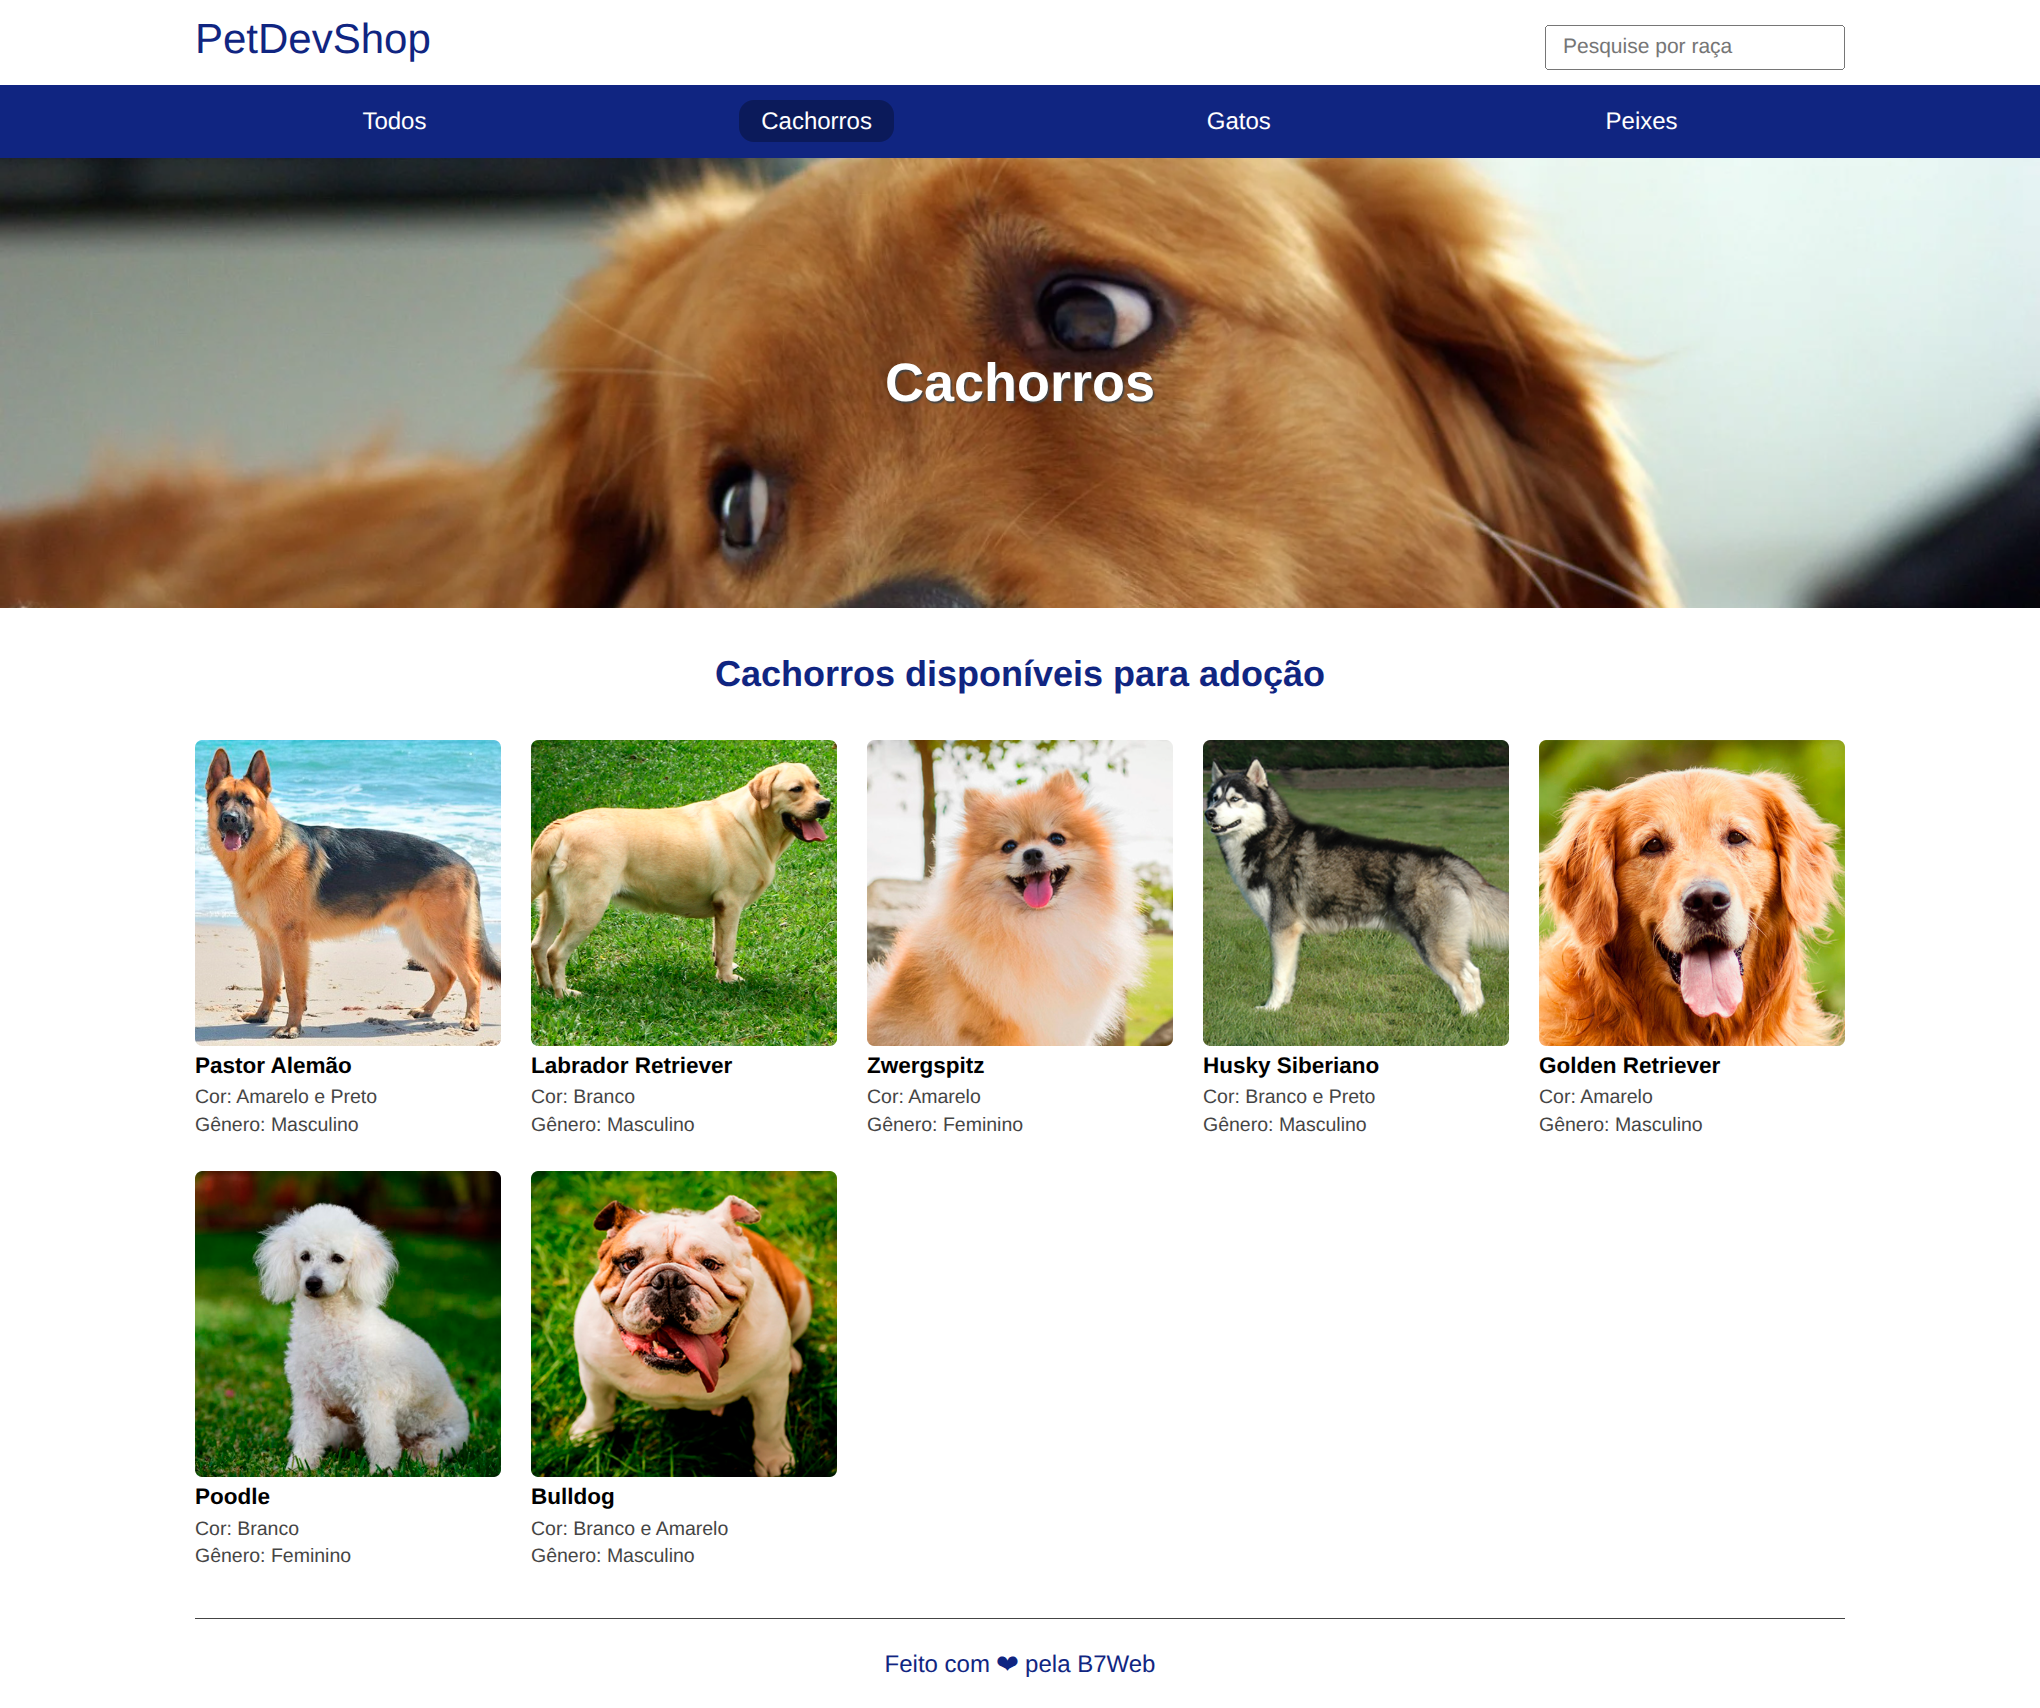 PetDevShop
Pesquise por raça
Todos
Cachorros
Gatos
Peixes
Cachorros
Cachorros disponíveis para adoção
Pastor Alemão
Cor: Amarelo e Preto
Gênero: Masculino
Labrador Retriever
Cor: Branco
Gênero: Masculino
Zwergspitz
Cor: Amarelo
Gênero: Feminino
Husky Siberiano
Cor: Branco e Preto
Gênero: Masculino
Golden Retriever
Cor: Amarelo
Gênero: Masculino
Poodle
Cor: Branco
Gênero: Feminino
Bulldog
Cor: Branco e Amarelo
Gênero: Masculino
Feito com ❤ pela B7Web